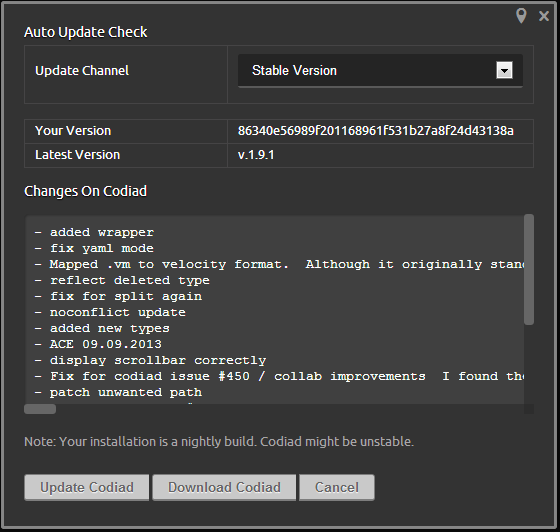 Auto Update Check
Update Channel Stable Version
Your Version 86340e56989f201168961f531b27a8f24d43138a
Latest Version v.1.9.1
Changes On Codiad
- added wrapper
- fix yaml mode
- Mapped .vm to velocity format.  Although it originally stand
- reflect deleted type
- fix for split again
- noconflict update
- added new types
- ACE 09.09.2013
- display scrollbar correctly
- Fix for codiad issue #450 / collab improvements  I found the
- patch unwanted path
Note: Your installation is a nightly build. Codiad might be unstable.
Update Codiad Download Codiad Cancel